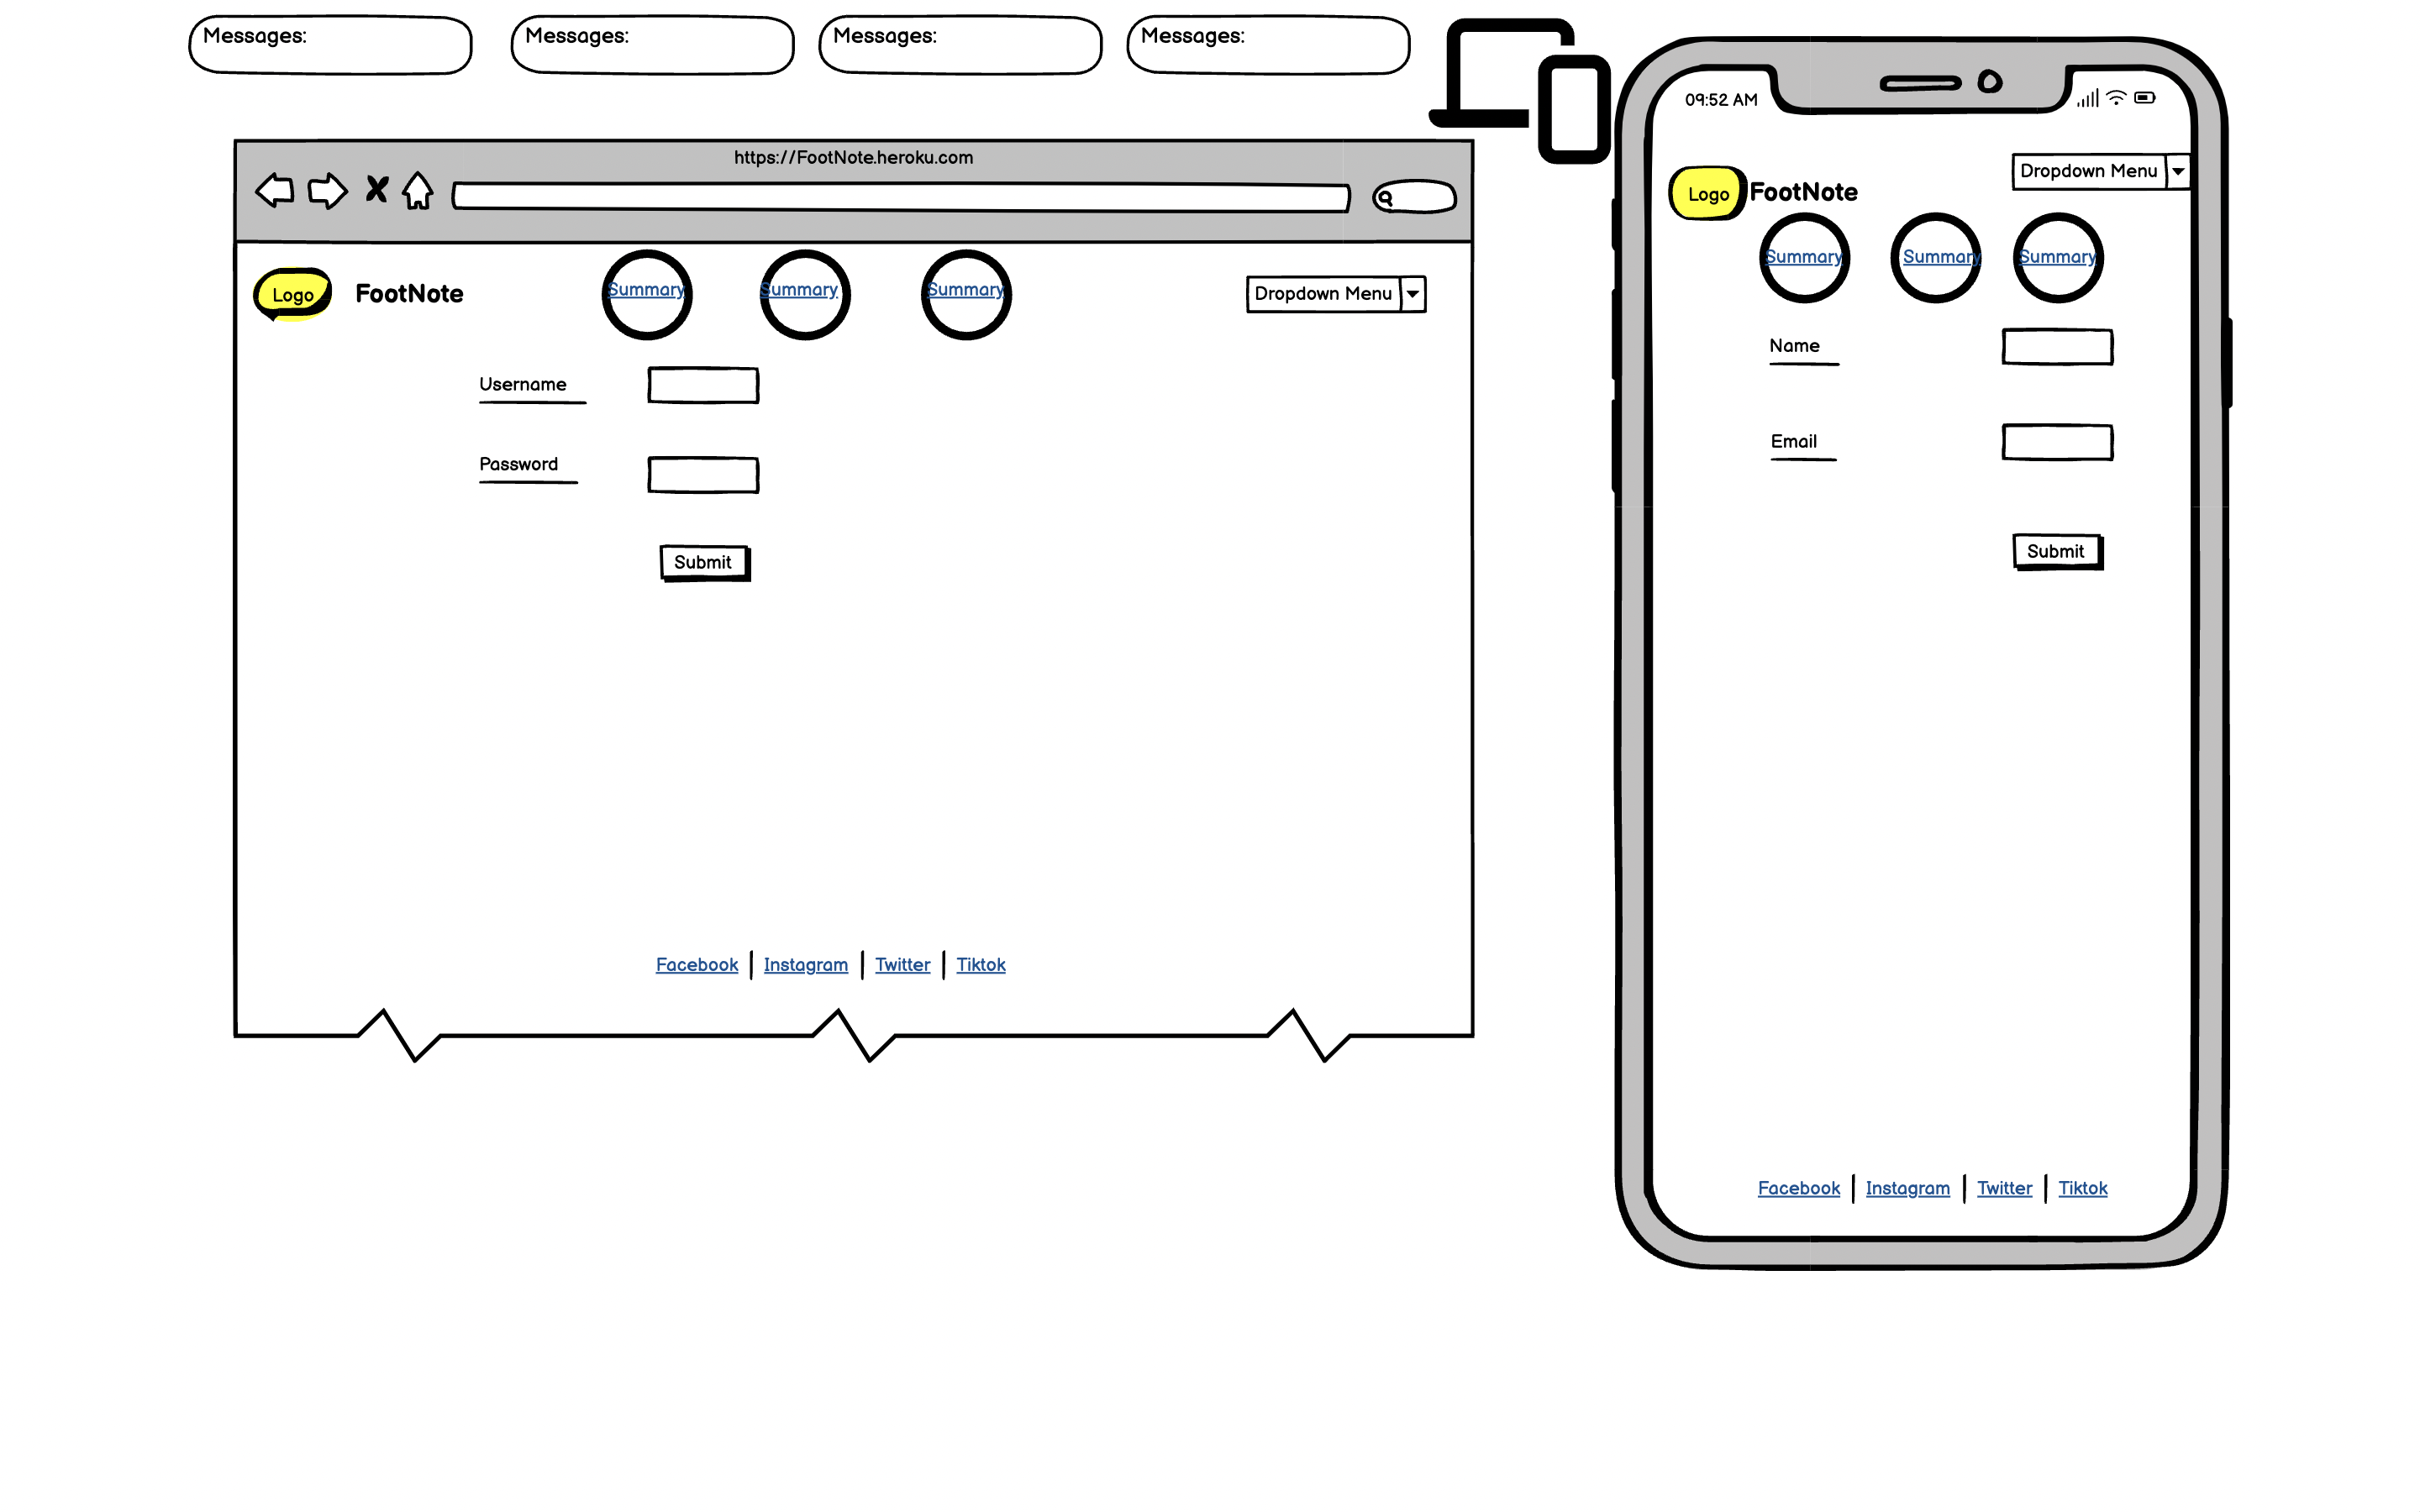 Messages: Messages: Messages: Messages:
https://FootNote.heroku.com
Logo FootNote Summary Summary Summary Dropdown Menu
Username
Password
Submit
Facebook Instagram Twitter Tiktok
09:52 AM
Dropdown Menu
Logo FootNote
Summary Summary Summary
Name
Email
Submit
Facebook Instagram Twitter Tiktok